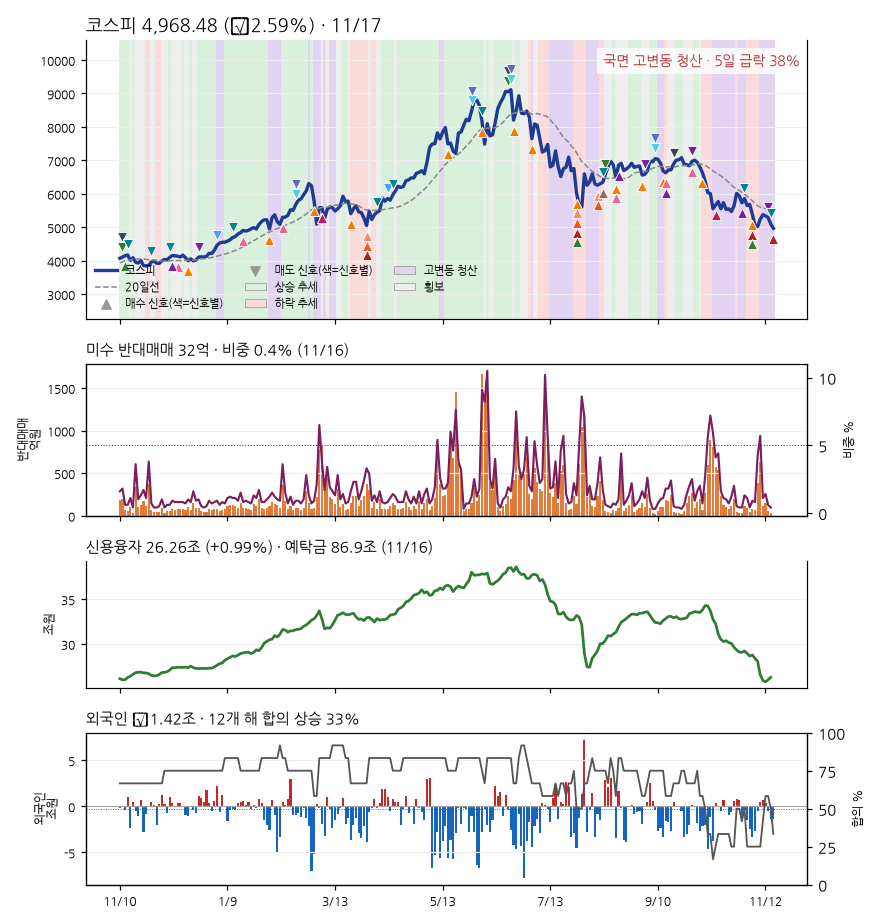 코스피 4,968.48 (√2.59%) · 11/17
국면 고변동 청산 · 5일 급락 38%
10000
9000
8000
7000
6000
5000
4000
3000
코스피
20일선
매수 신호(색=신호별)
매도 신호(색=신호별)
상승 추세
하락 추세
고변동 청산
횡보
미수 반대매매 32억 · 비중 0.4% (11/16)
반대매매
억원
1500
1000
500
0
10
5
0
비중 %
신용융자 26.26조 (+0.99%) · 예탁금 86.9조 (11/16)
조원
35
30
외국인 √1.42조 · 12개 해 합의 상승 33%
외국인
조원
5
0
-5
100
75
50
25
0
합의 %
11/10 1/9 3/13 5/13 7/13 9/10 11/12